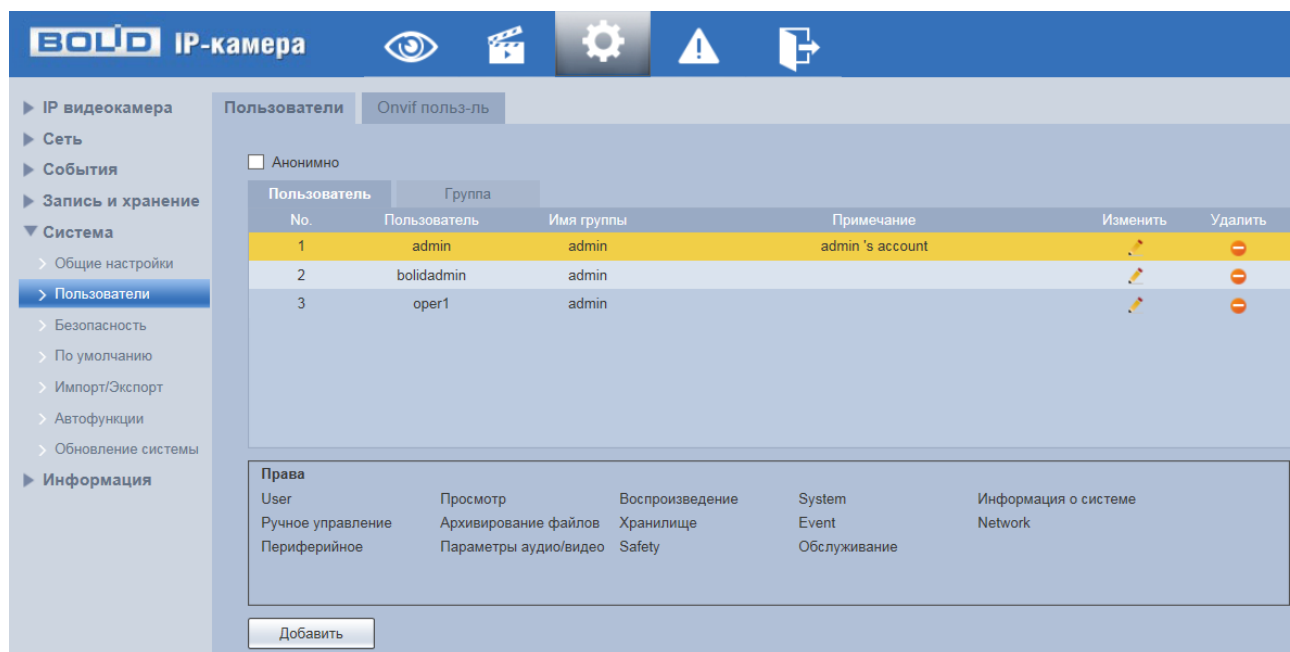 BOLID IP-камера
IP видеокамера
Сеть
События
Запись и хранение
Система
Общие настройки
Пользователи
Безопасность
По умолчанию
Импорт/Экспорт
Автофункции
Обновление системы
Информация
Пользователи Onvif польз-ль
Анонимно
Пользователь Группа
No. Пользователь Имя группы Примечание Изменить Удалить
1 admin admin admin 's account
2 bolidadmin admin
3 oper1 admin
Права
User Просмотр Воспроизведение System Информация о системе
Ручное управление Архивирование файлов Хранилище Event Network
Периферийное Параметры аудио/видео Safety Обслуживание
Добавить